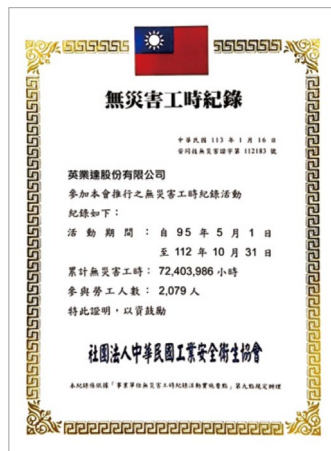 無災害工時紀錄
中華民國 113 年 1 月 16 日
安同技無災害證字第 112183 號
英業達股份有限公司
參加本會推行之無災害工時紀錄活動
紀錄如下：
活動期間：自 95 年 5 月 1 日
至 112 年 10 月 31 日
累計無災害工時：72,403,986 小時
參與勞工人數：2,079 人
特此證明，以資鼓勵
社團法人中華民國工業安全衛生協會
本紀錄係依據「事業單位無災害工時紀錄活動實施要點」第九點規定辦理